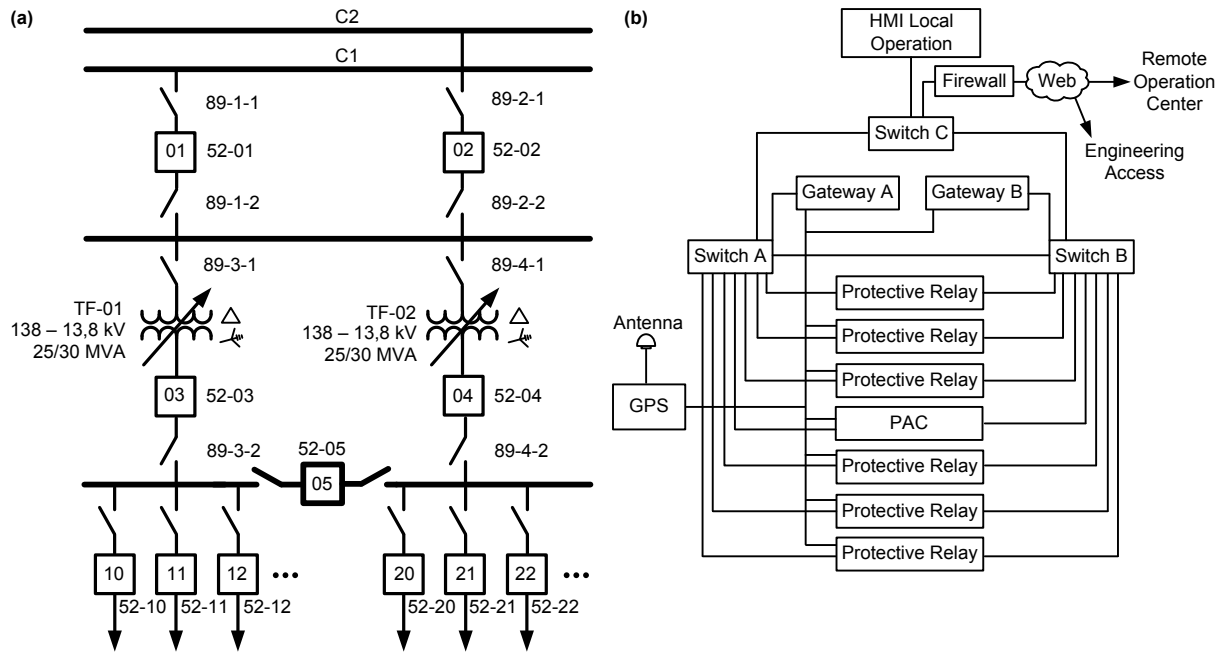 (a)
C2
C1
89-1-1
89-2-1
01
52-01
02
52-02
89-1-2
89-2-2
89-3-1
89-4-1
TF-01
138 – 13,8 kV
25/30 MVA
TF-02
138 – 13,8 kV
25/30 MVA
03
52-03
04
52-04
89-3-2
52-05
89-4-2
05
10
11
12
•••
20
21
22
•••
52-10
52-11
52-12
52-20
52-21
52-22
(b)
HMI Local
Operation
Firewall
Web
Remote
Operation
Center
Switch C
Engineering
Access
Gateway A
Gateway B
Switch A
Switch B
Protective Relay
Antenna
Protective Relay
Protective Relay
GPS
PAC
Protective Relay
Protective Relay
Protective Relay